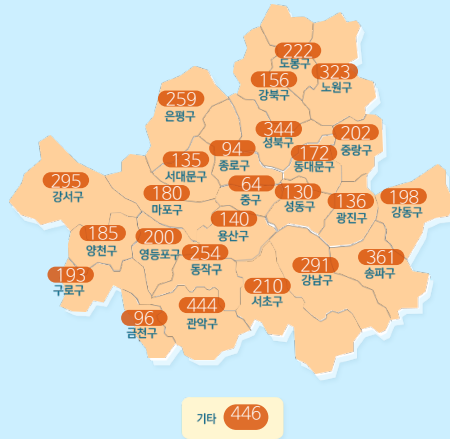 222
도봉구
323
노원구
156
강북구
259
은평구
344
성북구
202
중랑구
94
종로구
172
동대문구
135
서대문구
295
강서구
180
마포구
64
중구
130
성동구
136
광진구
198
강동구
140
용산구
185
양천구
200
영등포구
254
동작구
193
구로구
291
강남구
361
송파구
210
서초구
444
관악구
96
금천구
기타 446